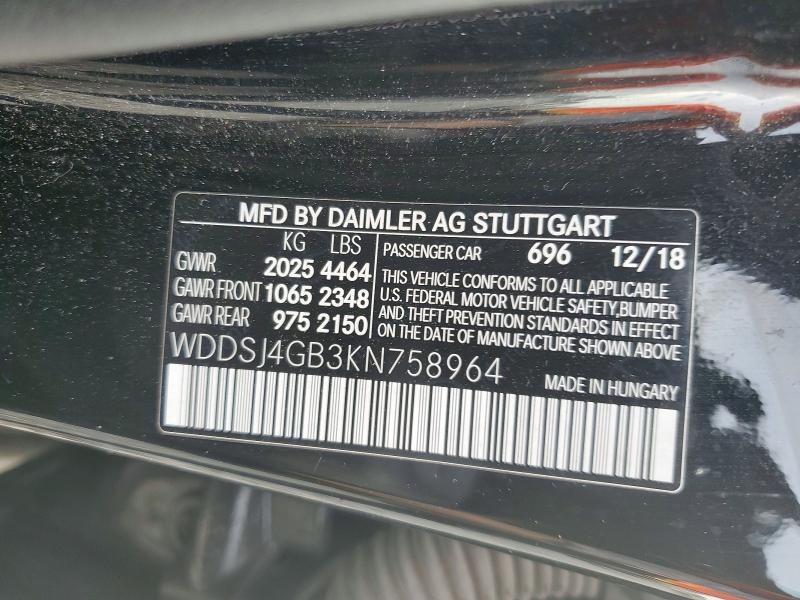 MFD BY DAIMLER AG STUTTGART
KG LBS
GVWR 2025 4464
GAWR FRONT 1065 2348
GAWR REAR 975 2150
PASSENGER CAR 696 12/18
THIS VEHICLE CONFORMS TO ALL APPLICABLE
U.S. FEDERAL MOTOR VEHICLE SAFETY,BUMPER
AND THEFT PREVENTION STANDARDS IN EFFECT
ON THE DATE OF MANUFACTURE SHOWN ABOVE
WDDSJ4GB3KN758964
MADE IN HUNGARY